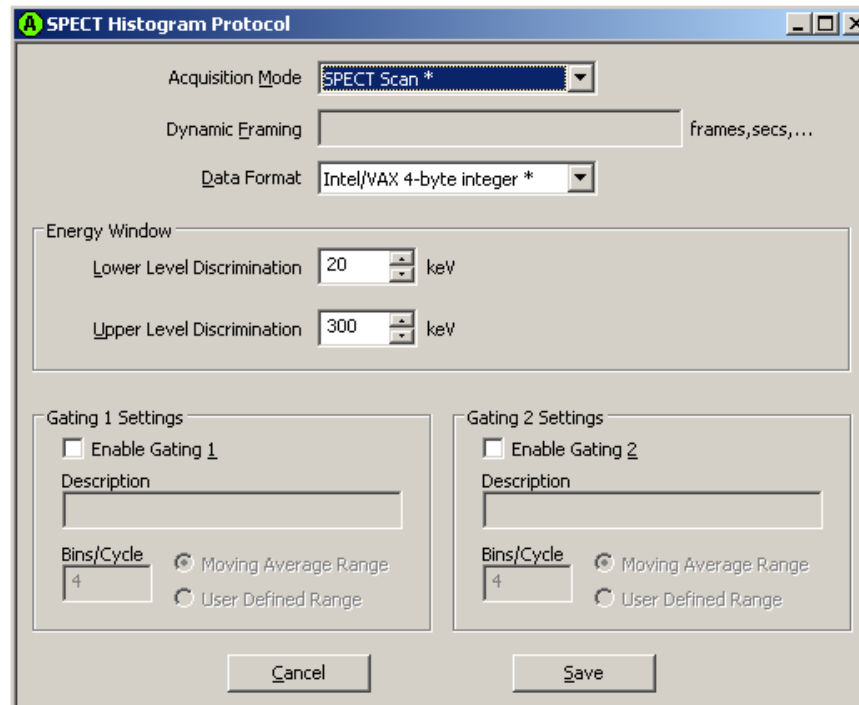 SPECT Histogram Protocol
Acquisition Mode SPECT Scan *
Dynamic Framing frames,secs,...
Data Format Intel/VAX 4-byte integer *
Energy Window
Lower Level Discrimination 20 keV
Upper Level Discrimination 300 keV
Gating 1 Settings
Enable Gating 1
Description
Bins/Cycle
4
Moving Average Range
User Defined Range
Gating 2 Settings
Enable Gating 2
Description
Bins/Cycle
4
Moving Average Range
User Defined Range
Cancel
Save